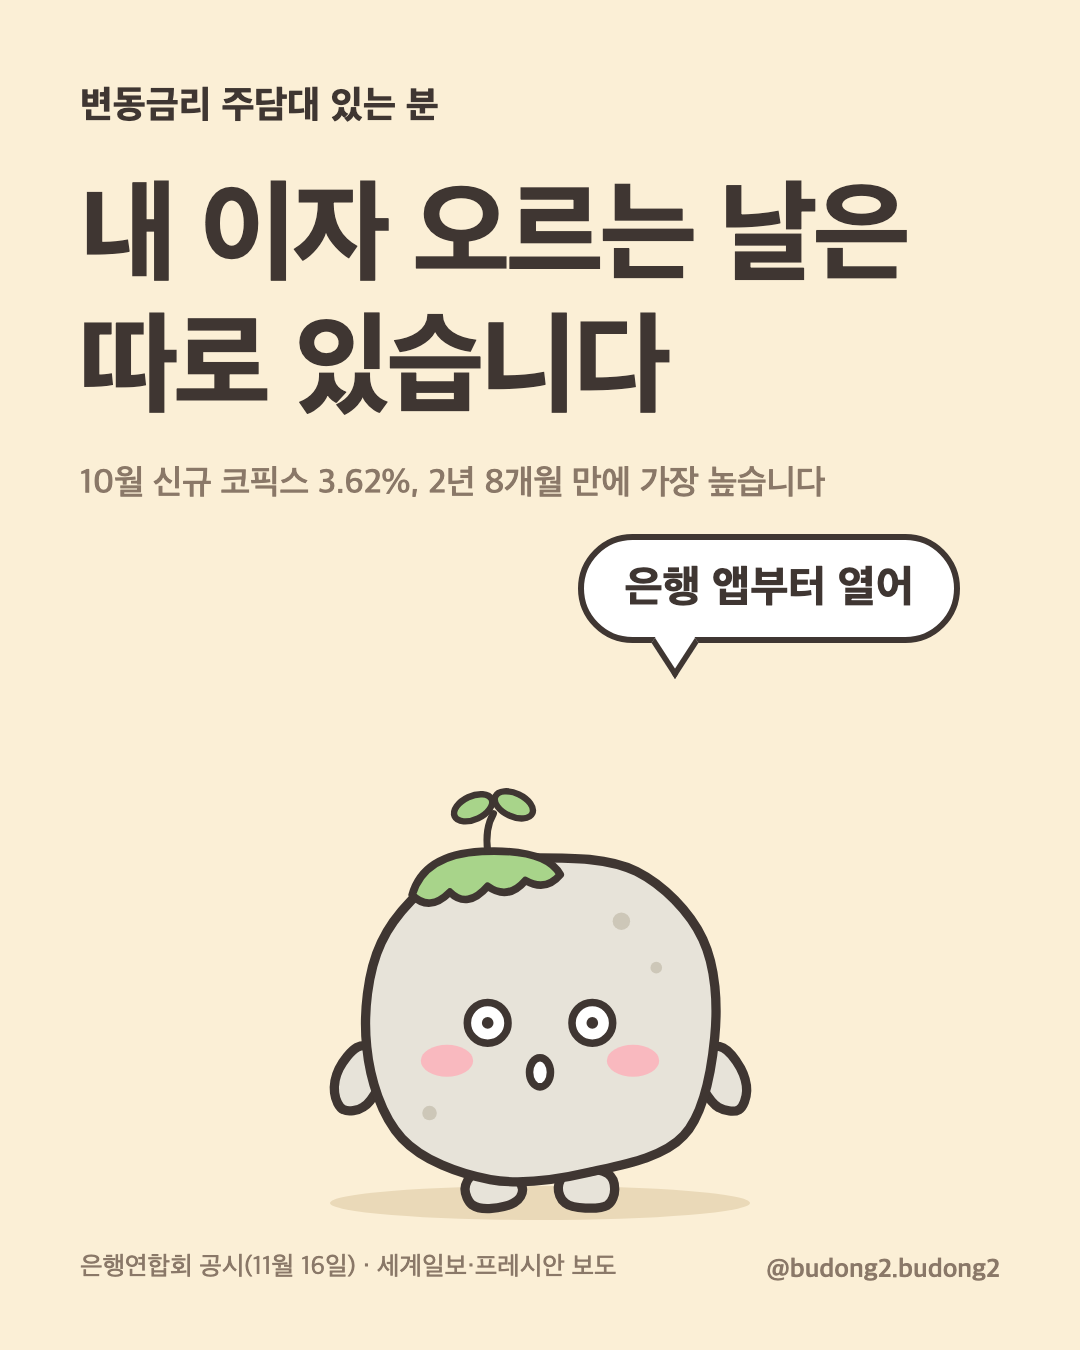 변동금리 주담대 있는 분
내 이자 오르는 날은
따로 있습니다
10월 신규 코픽스 3.62%, 2년 8개월 만에 가장 높습니다
은행 앱부터 열어
은행연합회 공시(11월 16일) · 세계일보·프레시안 보도
@budong2.budong2